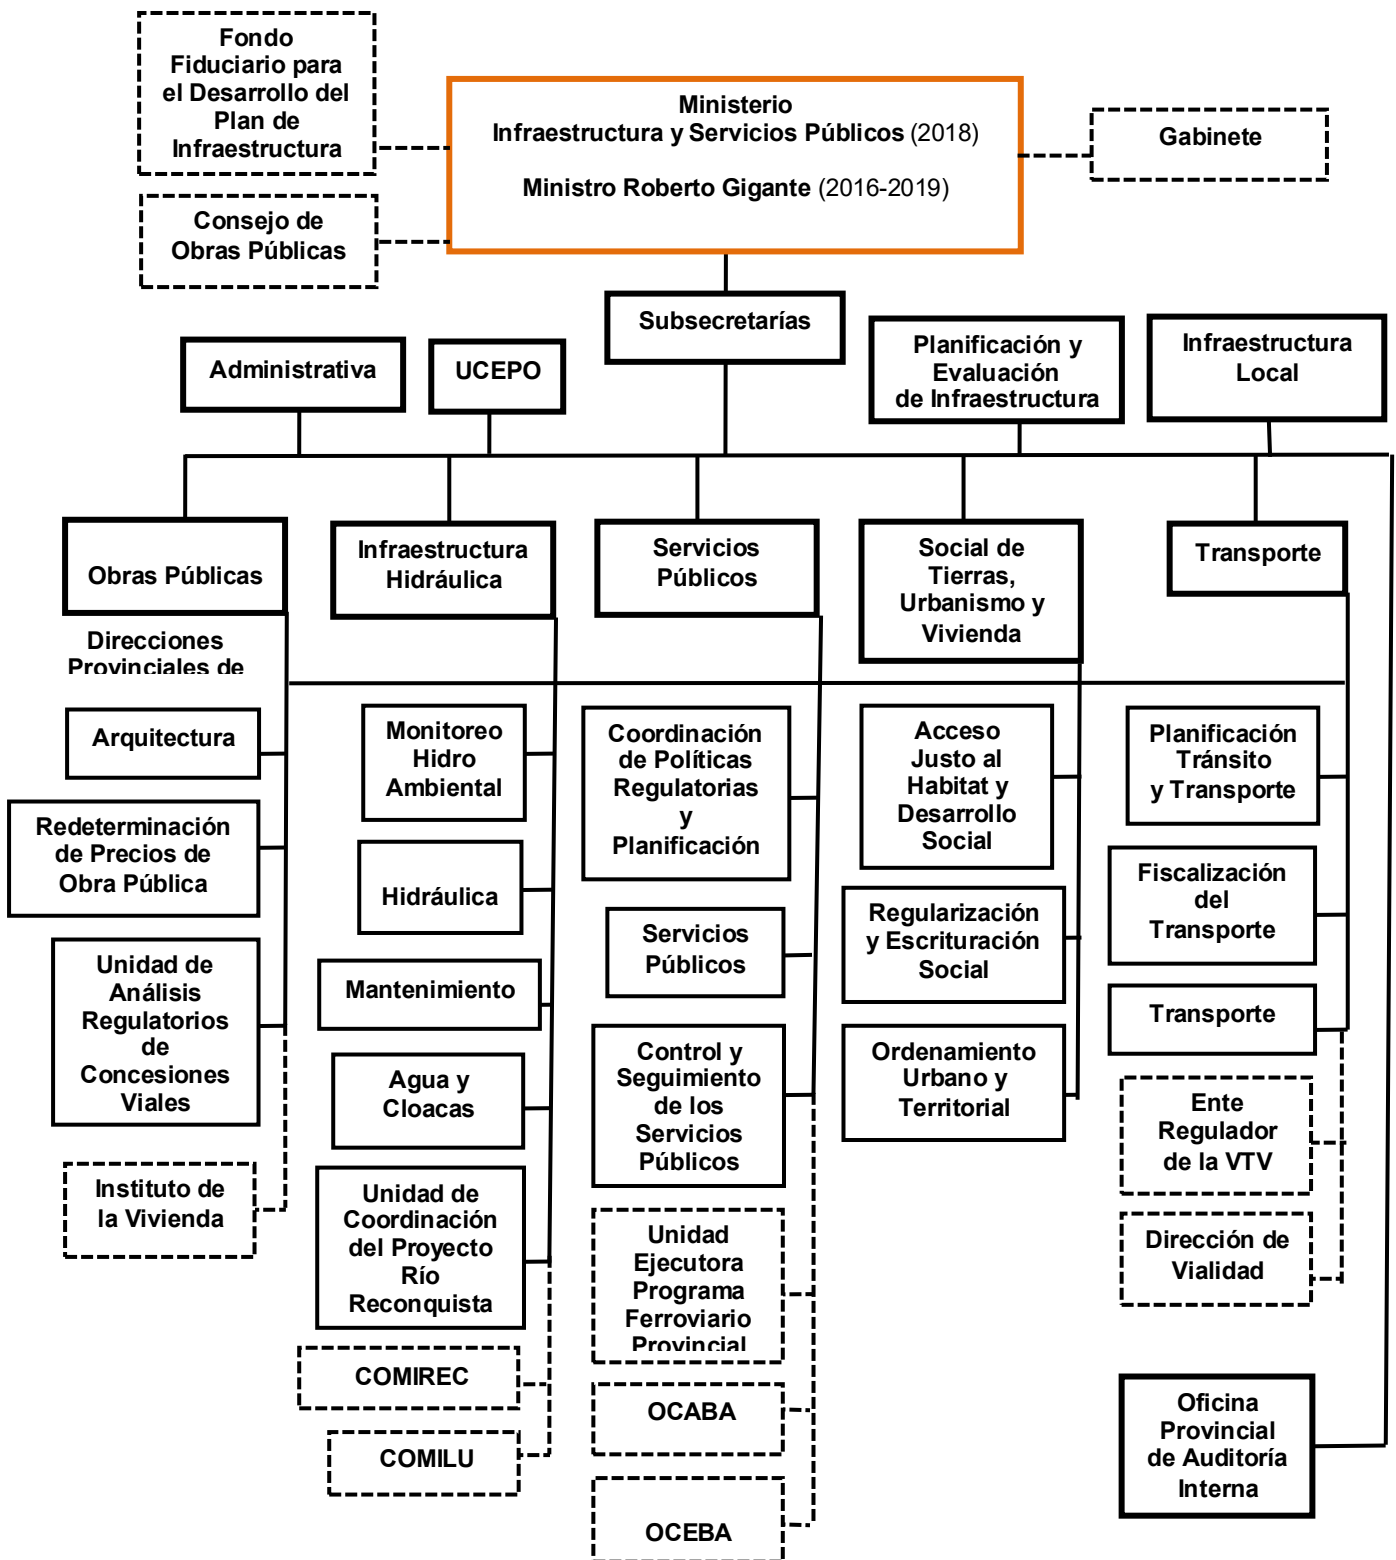 Fondo
Fiduciario para
el Desarrollo del
Plan de
Infraestructura
Ministerio
Infraestructura y Servicios Públicos (2018)
Ministro Roberto Gigante (2016-2019)
Gabinete
Consejo de
Obras Públicas
Subsecretarías
Administrativa
UCEPO
Planificación y
Evaluación
de Infraestructura
Infraestructura
Local
Obras Públicas
Infraestructura
Hidráulica
Servicios
Públicos
Social de
Tierras,
Urbanismo y
Vivienda
Transporte
Direcciones
Provinciales de
Arquitectura
Redeterminación
de Precios de
Obra Pública
Unidad de
Análisis
Regulatorios
de
Concesiones
Viales
Instituto de
la Vivienda
Monitoreo
Hidro
Ambiental
Hidráulica
Mantenimiento
Agua y
Cloacas
Unidad de
Coordinación
del Proyecto
Río
Reconquista
COMIREC
COMILU
Coordinación
de Políticas
Regulatorias
y
Planificación
Servicios
Públicos
Control y
Seguimiento
de los
Servicios
Públicos
Unidad
Ejecutora
Programa
Ferroviario
Provincial
OCABA
OCEBA
Acceso
Justo al
Habitat y
Desarrollo
Social
Regularización
y Escrituración
Social
Ordenamiento
Urbano y
Territorial
Planificación
Tránsito
y Transporte
Fiscalización
del
Transporte
Transporte
Ente
Regulador
de la VTV
Dirección de
Vialidad
Oficina
Provincial
de Auditoría
Interna